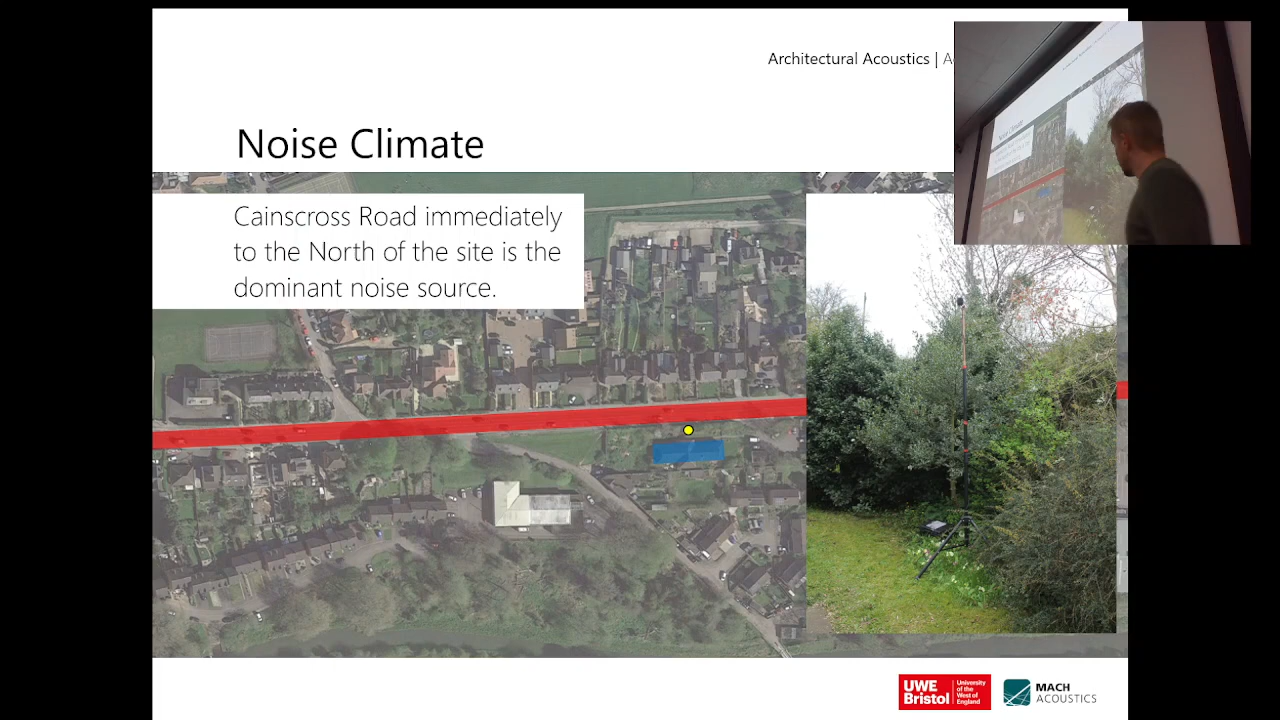 Architectural Acoustics | A
Noise Climate
Cainscross Road immediately
to the North of the site is the
dominant noise source.
UWE
Bristol
University
of the
West of
England
MACH
ACOUSTICS